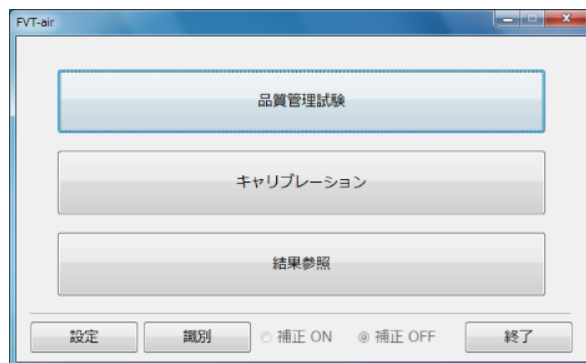 FVT-air
品質管理試験
キャリブレーション
結果参照
設定 識別 補正 ON 補正 OFF 終了